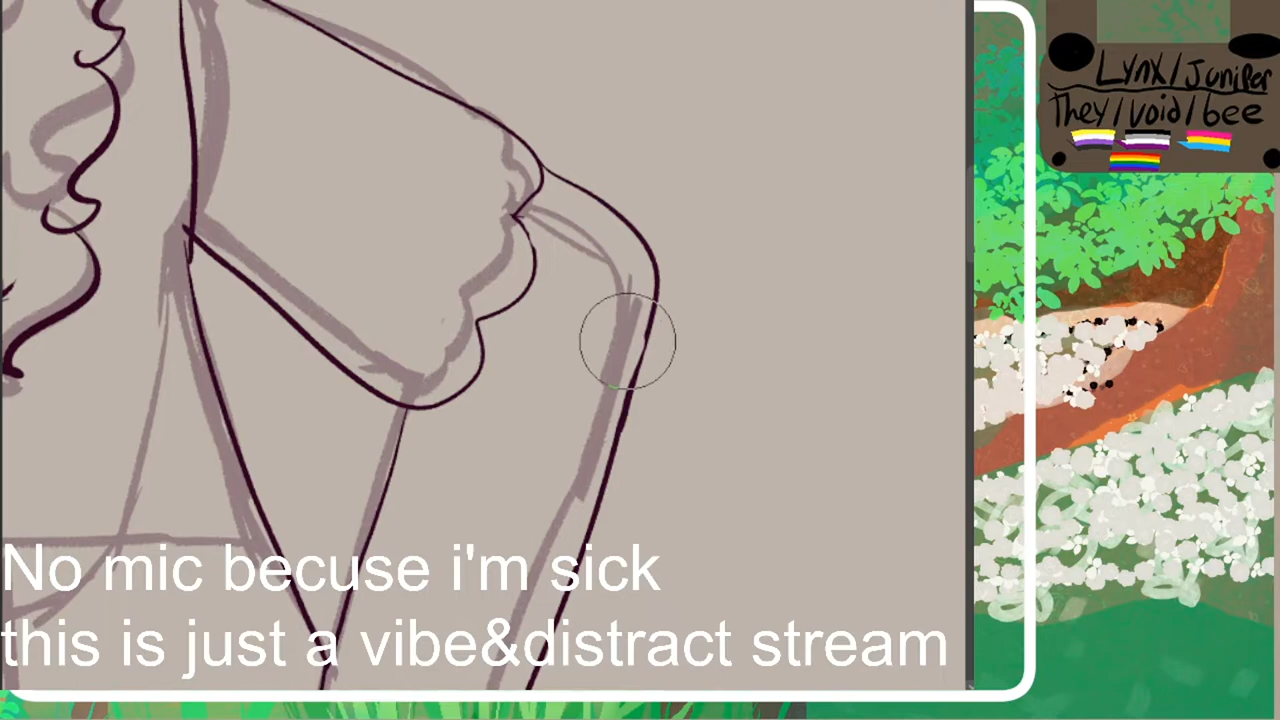 Lynx/Juniper
They/void/bee
No mic becuse i'm sick
this is just a vibe&distract stream